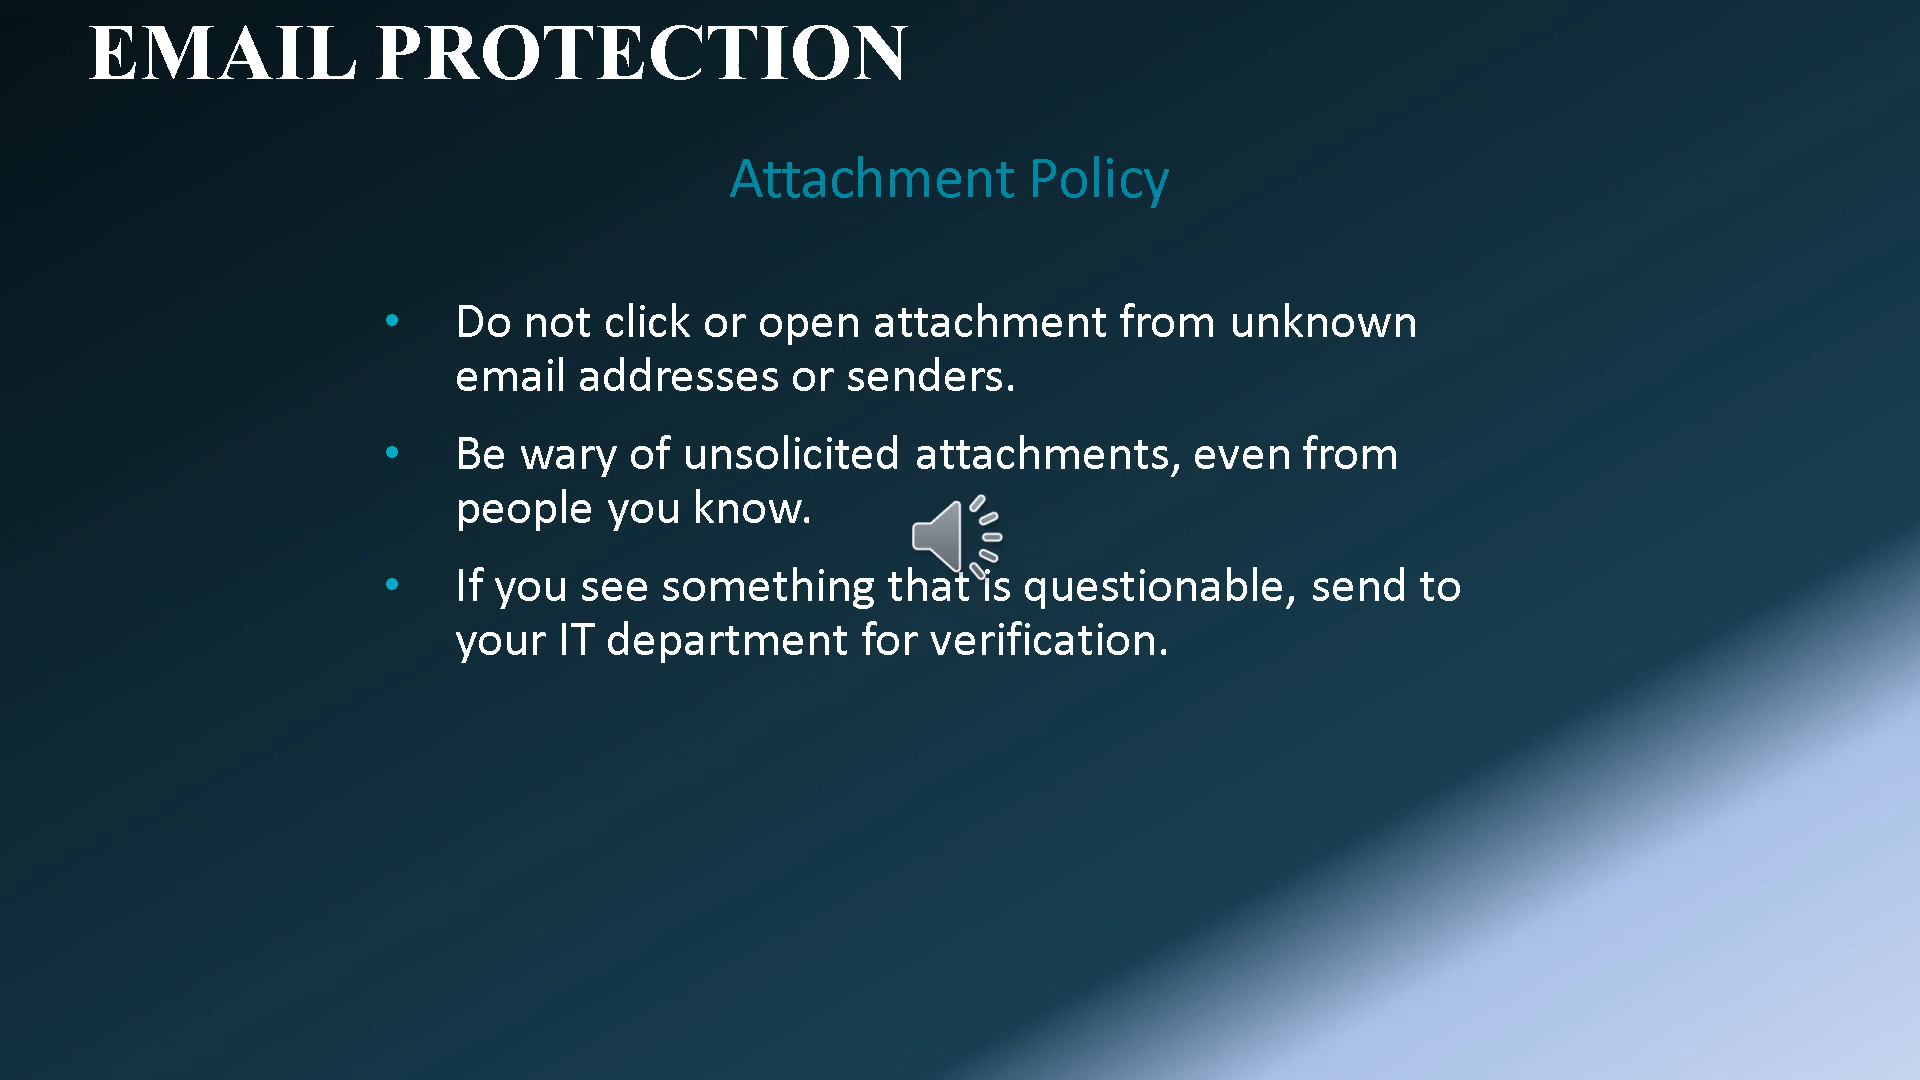 EMAIL PROTECTION
Attachment Policy
• Do not click or open attachment from unknown
email addresses or senders.
• Be wary of unsolicited attachments, even from
people you know.
• If you see something that is questionable, send to
your IT department for verification.